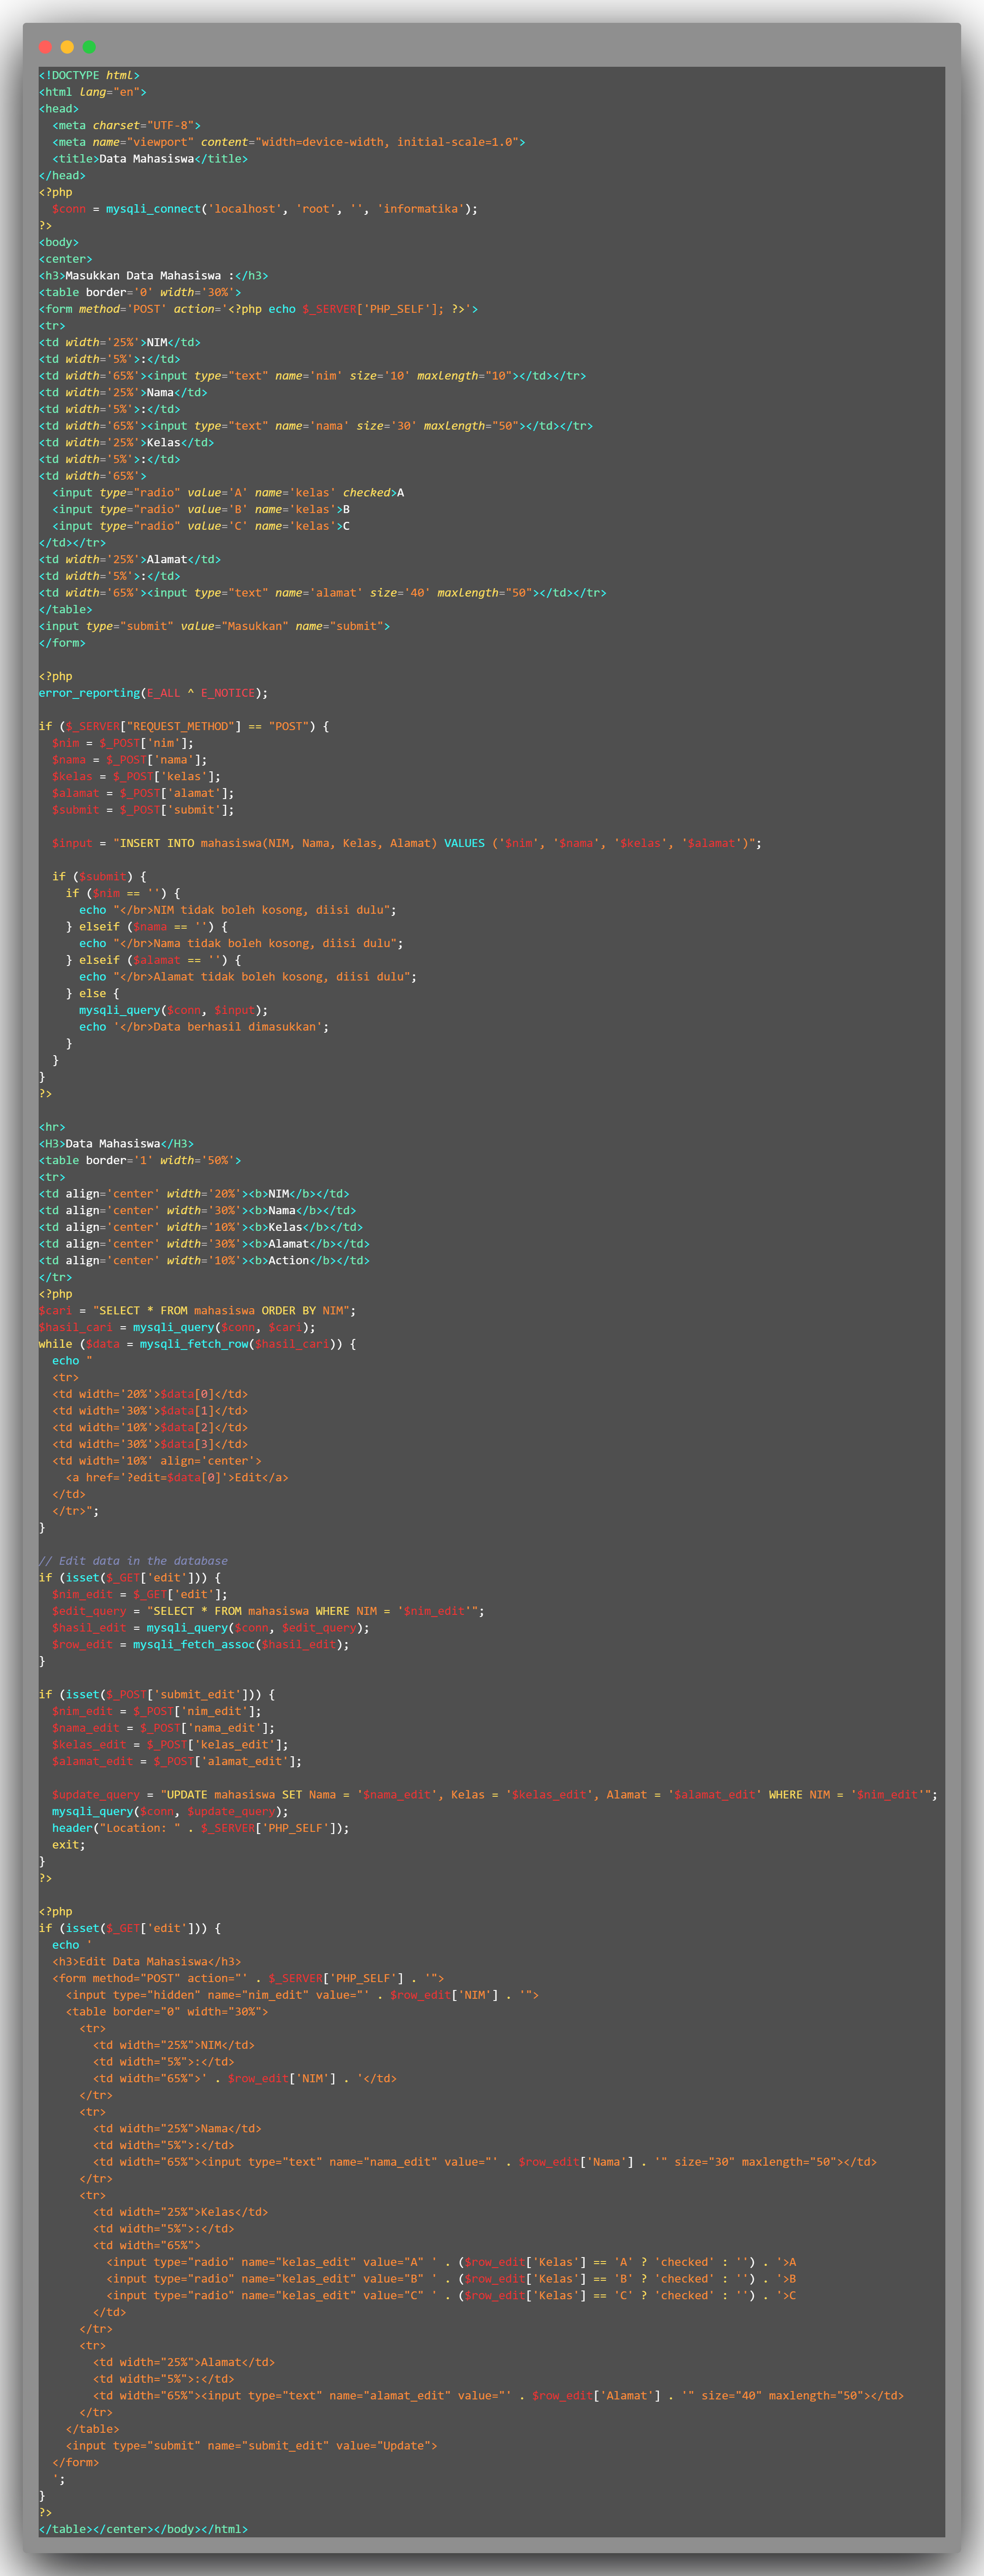 <!DOCTYPE html>
<html lang="en">
<head>
  <meta charset="UTF-8">
  <meta name="viewport" content="width=device-width, initial-scale=1.0">
  <title>Data Mahasiswa</title>
</head>
<?php
  $conn = mysqli_connect('localhost', 'root', '', 'informatika');
?>
<body>
<center>
<h3>Masukkan Data Mahasiswa :</h3>
<table border='0' width='30%'>
<form method='POST' action='<?php echo $_SERVER['PHP_SELF']; ?>'>
<tr>
<td width='25%'>NIM</td>
<td width='5%'>:</td>
<td width='65%'><input type="text" name='nim' size='10' maxlength="10"></td></tr>
<td width='25%'>Nama</td>
<td width='5%'>:</td>
<td width='65%'><input type="text" name='nama' size='30' maxlength="50"></td></tr>
<td width='25%'>Kelas</td>
<td width='5%'>:</td>
<td width='65%'>
  <input type="radio" value='A' name='kelas' checked>A
  <input type="radio" value='B' name='kelas'>B
  <input type="radio" value='C' name='kelas'>C
</td></tr>
<td width='25%'>Alamat</td>
<td width='5%'>:</td>
<td width='65%'><input type="text" name='alamat' size='40' maxlength="50"></td></tr>
</table>
<input type="submit" value="Masukkan" name="submit">
</form>

<?php
error_reporting(E_ALL ^ E_NOTICE);

if ($_SERVER["REQUEST_METHOD"] == "POST") {
  $nim = $_POST['nim'];
  $nama = $_POST['nama'];
  $kelas = $_POST['kelas'];
  $alamat = $_POST['alamat'];
  $submit = $_POST['submit'];

  $input = "INSERT INTO mahasiswa(NIM, Nama, Kelas, Alamat) VALUES ('$nim', '$nama', '$kelas', '$alamat')";

  if ($submit) {
    if ($nim == '') {
      echo "</br>NIM tidak boleh kosong, diisi dulu";
    } elseif ($nama == '') {
      echo "</br>Nama tidak boleh kosong, diisi dulu";
    } elseif ($alamat == '') {
      echo "</br>Alamat tidak boleh kosong, diisi dulu";
    } else {
      mysqli_query($conn, $input);
      echo '</br>Data berhasil dimasukkan';
    }
  }
}
?>

<hr>
<H3>Data Mahasiswa</H3>
<table border='1' width='50%'>
<tr>
<td align='center' width='20%'><b>NIM</b></td>
<td align='center' width='30%'><b>Nama</b></td>
<td align='center' width='10%'><b>Kelas</b></td>
<td align='center' width='30%'><b>Alamat</b></td>
<td align='center' width='10%'><b>Action</b></td>
</tr>
<?php
$cari = "SELECT * FROM mahasiswa ORDER BY NIM";
$hasil_cari = mysqli_query($conn, $cari);
while ($data = mysqli_fetch_row($hasil_cari)) {
  echo "
  <tr>
  <td width='20%'>$data[0]</td>
  <td width='30%'>$data[1]</td>
  <td width='10%'>$data[2]</td>
  <td width='30%'>$data[3]</td>
  <td width='10%' align='center'>
    <a href='?edit=$data[0]'>Edit</a>
  </td>
  </tr>";
}

// Edit data in the database
if (isset($_GET['edit'])) {
  $nim_edit = $_GET['edit'];
  $edit_query = "SELECT * FROM mahasiswa WHERE NIM = '$nim_edit'";
  $hasil_edit = mysqli_query($conn, $edit_query);
  $row_edit = mysqli_fetch_assoc($hasil_edit);
}

if (isset($_POST['submit_edit'])) {
  $nim_edit = $_POST['nim_edit'];
  $nama_edit = $_POST['nama_edit'];
  $kelas_edit = $_POST['kelas_edit'];
  $alamat_edit = $_POST['alamat_edit'];

  $update_query = "UPDATE mahasiswa SET Nama = '$nama_edit', Kelas = '$kelas_edit', Alamat = '$alamat_edit' WHERE NIM = '$nim_edit'";
  mysqli_query($conn, $update_query);
  header("Location: " . $_SERVER['PHP_SELF']);
  exit;
}
?>

<?php
if (isset($_GET['edit'])) {
  echo '
  <h3>Edit Data Mahasiswa</h3>
  <form method="POST" action="' . $_SERVER['PHP_SELF'] . '">
    <input type="hidden" name="nim_edit" value="' . $row_edit['NIM'] . '">
    <table border="0" width="30%">
      <tr>
        <td width="25%">NIM</td>
        <td width="5%">:</td>
        <td width="65%">' . $row_edit['NIM'] . '</td>
      </tr>
      <tr>
        <td width="25%">Nama</td>
        <td width="5%">:</td>
        <td width="65%"><input type="text" name="nama_edit" value="' . $row_edit['Nama'] . '" size="30" maxlength="50"></td>
      </tr>
      <tr>
        <td width="25%">Kelas</td>
        <td width="5%">:</td>
        <td width="65%">
          <input type="radio" name="kelas_edit" value="A" ' . ($row_edit['Kelas'] == 'A' ? 'checked' : '') . '>A
          <input type="radio" name="kelas_edit" value="B" ' . ($row_edit['Kelas'] == 'B' ? 'checked' : '') . '>B
          <input type="radio" name="kelas_edit" value="C" ' . ($row_edit['Kelas'] == 'C' ? 'checked' : '') . '>C
        </td>
      </tr>
      <tr>
        <td width="25%">Alamat</td>
        <td width="5%">:</td>
        <td width="65%"><input type="text" name="alamat_edit" value="' . $row_edit['Alamat'] . '" size="40" maxlength="50"></td>
      </tr>
    </table>
    <input type="submit" name="submit_edit" value="Update">
  </form>
  ';
}
?>
</table></center></body></html>